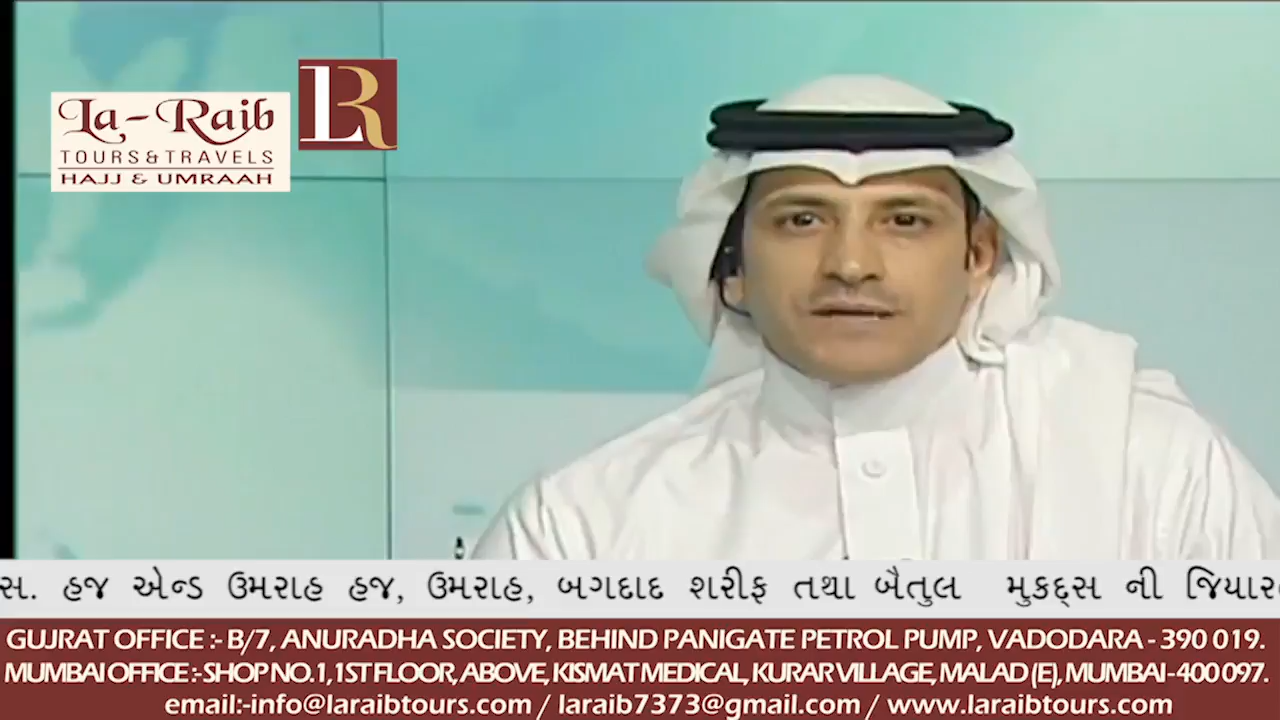 La-Raib
LR
TOURS & TRAVELS
HAJJ & UMRAAH
સ. હજ એન્ડ ઉમરાહ હજ, ઉમરાહ, બગદાદ શરીફ તથા બૈતુલ મુકદ્સ ની
GUJRAT OFFICE :- B/7, ANURADHA SOCIETY, BEHIND PANIGATE PETROL PUMP, VADODARA - 390 019.
MUMBAI OFFICE :- SHOP NO. 1, 1ST FLOOR, ABOVE, KISMAT MEDICAL, KURAR VILLAGE, MALAD (E), MUMBAI - 400 097.
email:-info@laraibtours.com / laraib7373@gmail.com / www.laraibtours.com